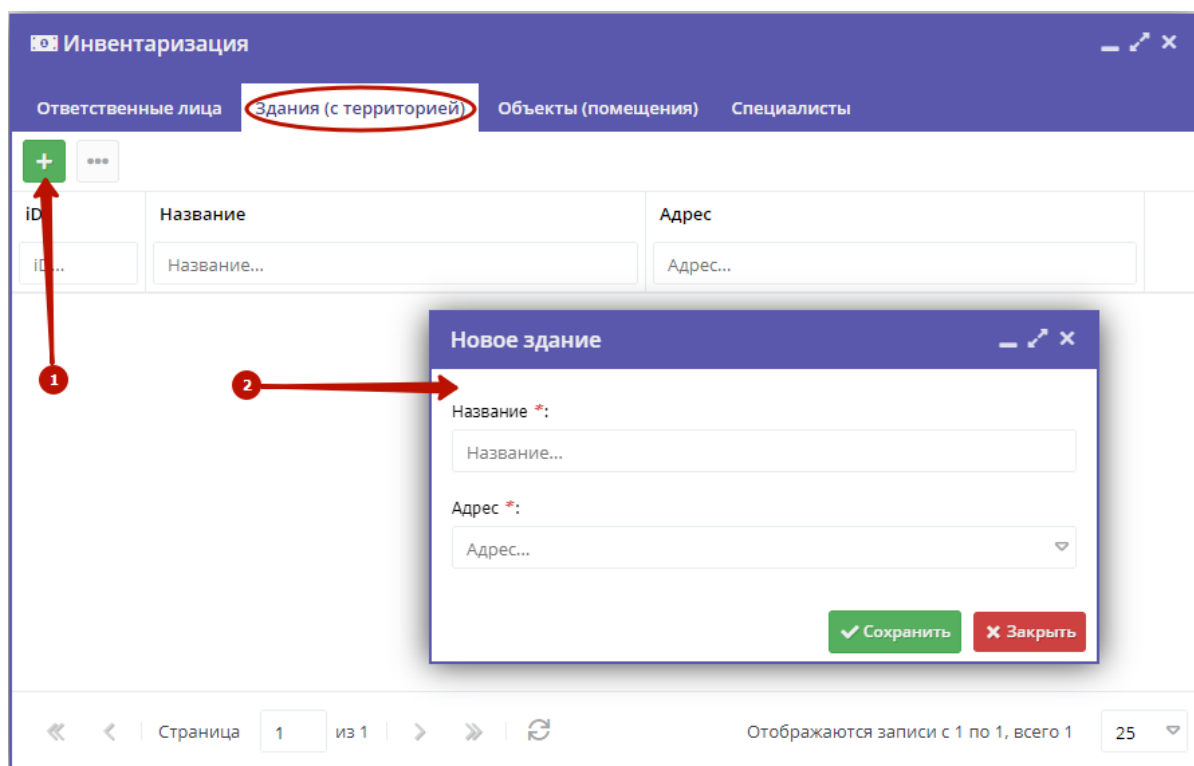 Инвентаризация
Ответственные лица Здания (с территорией) Объекты (помещения) Специалисты
iD Название Адрес
iD... Название... Адрес...
Новое здание
1
2
Название *:
Название...
Адрес *:
Адрес...
Сохранить Закрыть
Страница 1 из 1 Отображаются записи с 1 по 1, всего 1 25